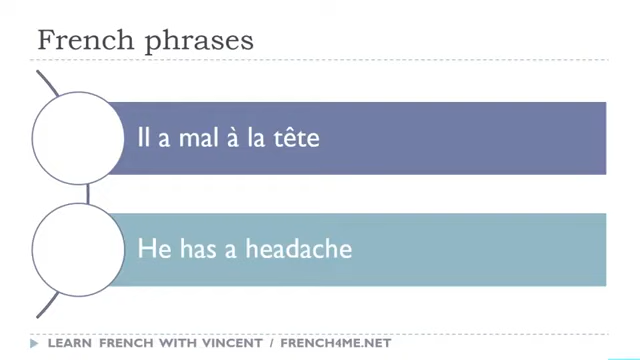 French phrases
Il a mal à la tête
He has a headache
LEARN FRENCH WITH VINCENT / FRENCH4ME.NET